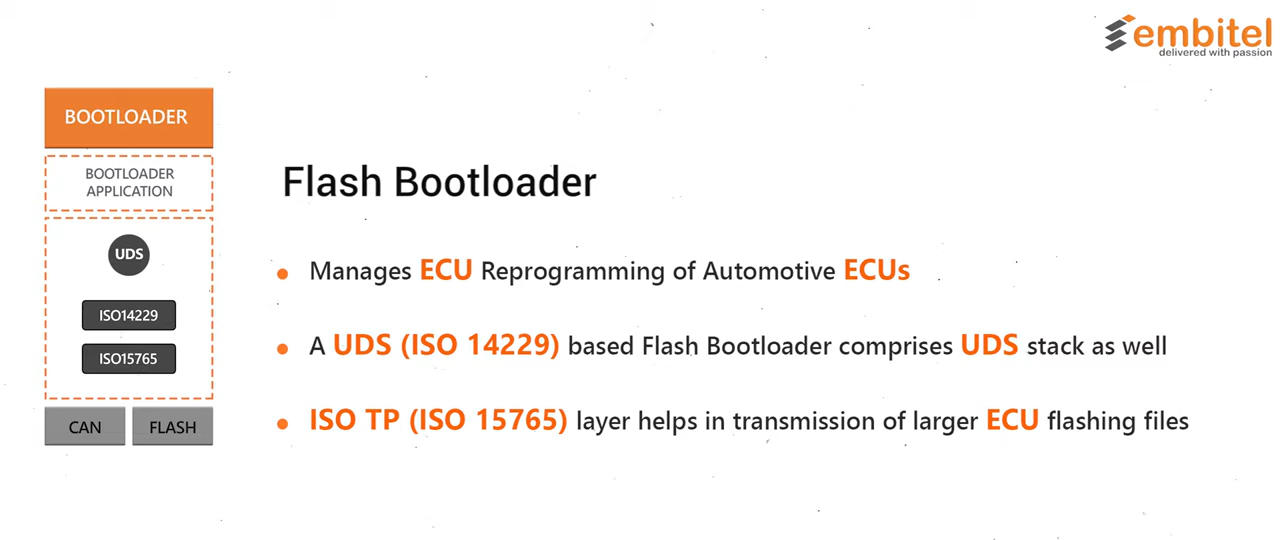 embitel
delivered with passion
BOOTLOADER
BOOTLOADER
APPLICATION
UDS
ISO14229
ISO15765
CAN
FLASH
Flash Bootloader
Manages ECU Reprogramming of Automotive ECUs
A UDS (ISO 14229) based Flash Bootloader comprises UDS stack as well
ISO TP (ISO 15765) layer helps in transmission of larger ECU flashing files